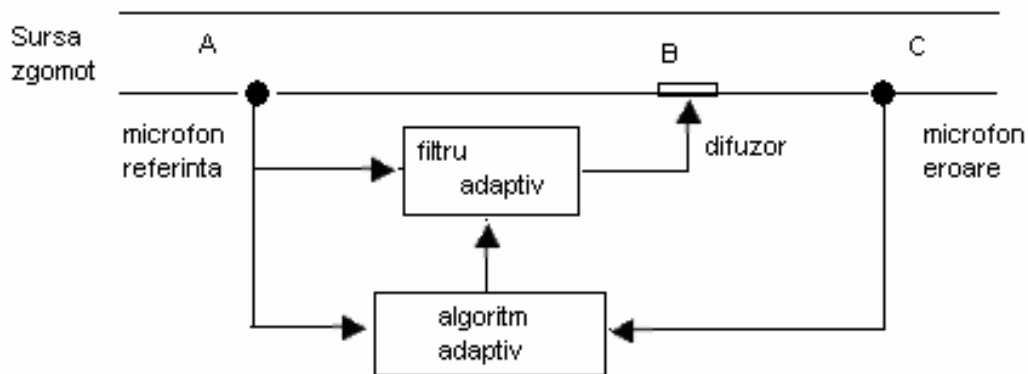 Sursa
zgomot
A
B
C
microfon
referinta
filtru
adaptiv
difuzor
microfon
eroare
algoritm
adaptiv